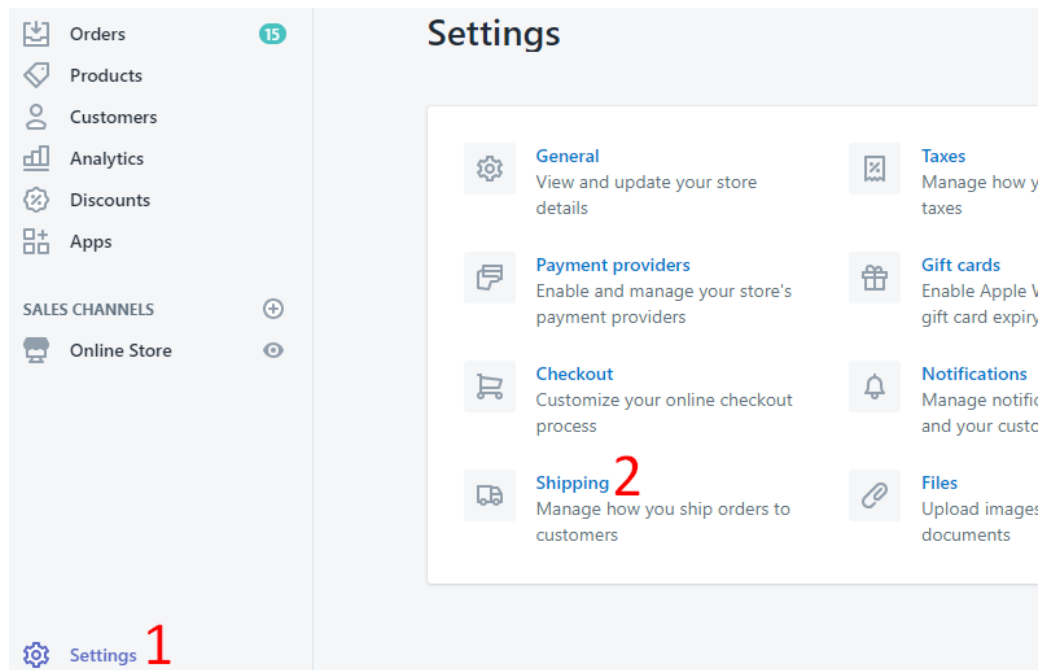 Orders 15
Products
Customers
Analytics
Discounts
Apps
SALES CHANNELS
Online Store
Settings 1
Settings
General
View and update your store
details
Payment providers
Enable and manage your store's
payment providers
Checkout
Customize your online checkout
process
Shipping 2
Manage how you ship orders to
customers
Taxes
Manage how
taxes
Gift cards
Enable Apple
gift card expiry
Notifications
Manage
and your
Files
Upload images
documents